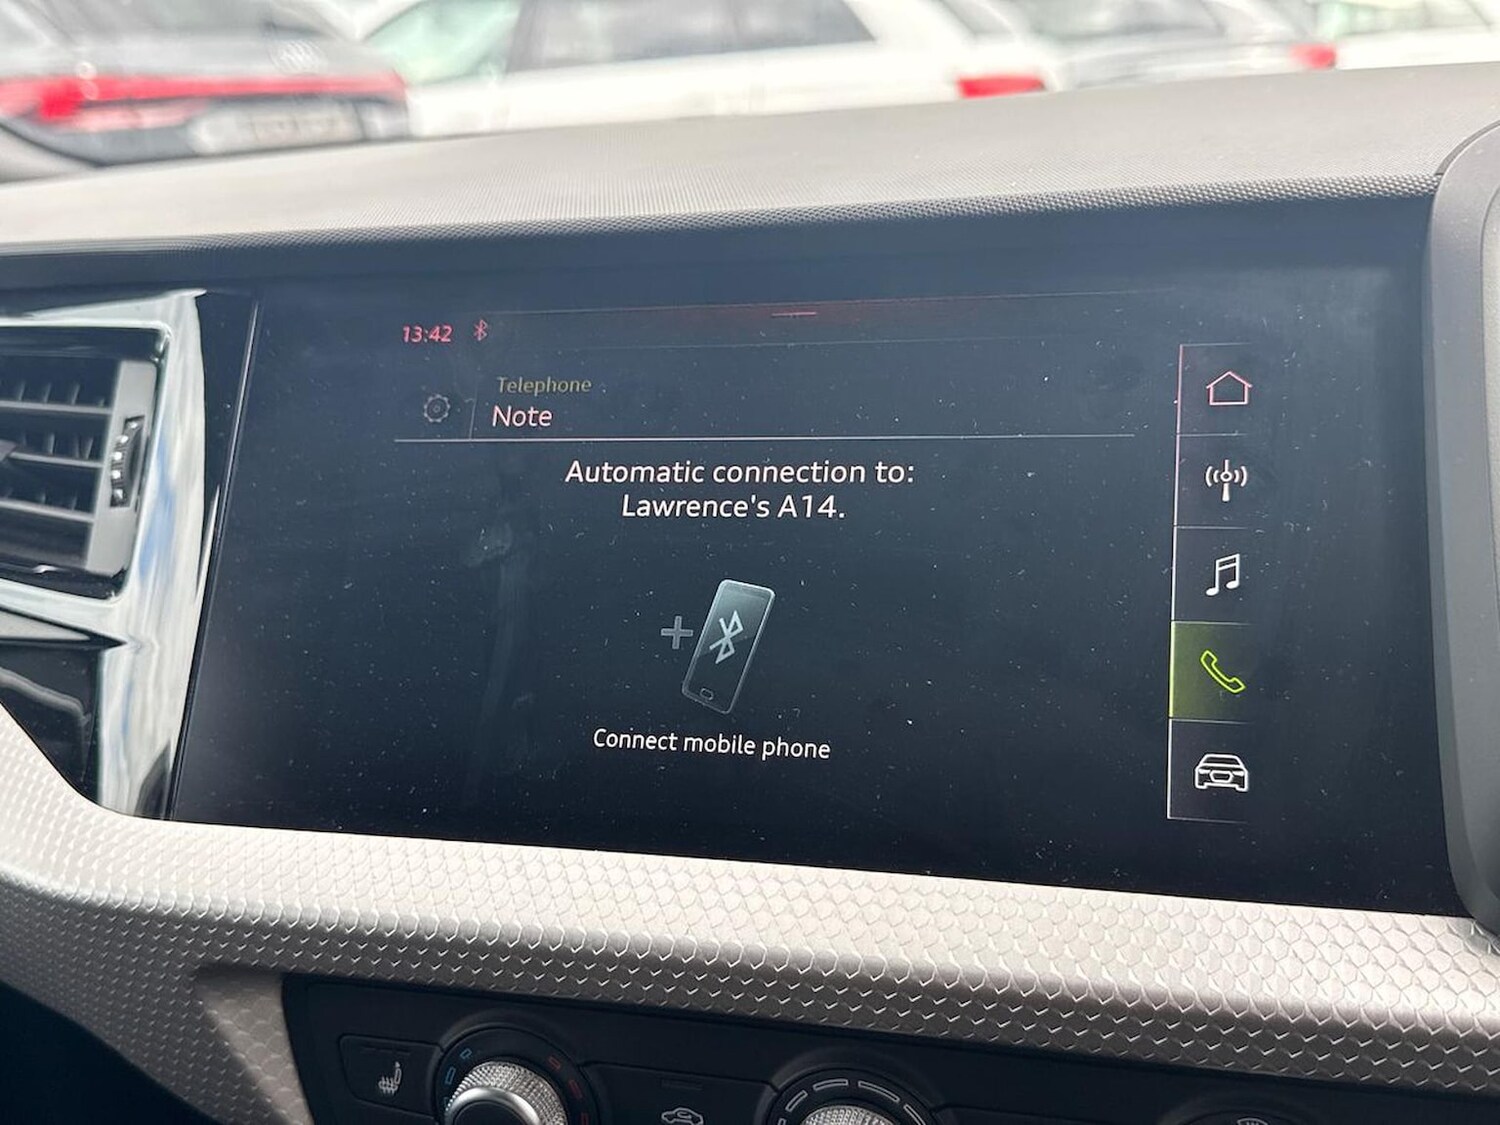 13:42
Telephone
Note
Automatic connection to:
Lawrence's A14.
Connect mobile phone